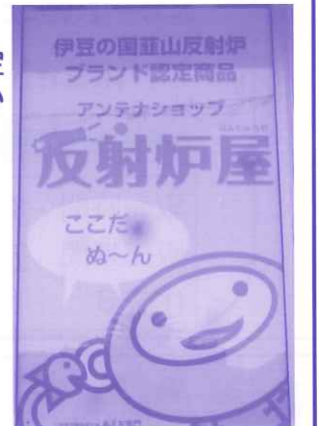 伊豆の国韮山反射炉
ブランド認定商品
アンテナショップ
反射炉屋
ここだ
ぬ〜ん